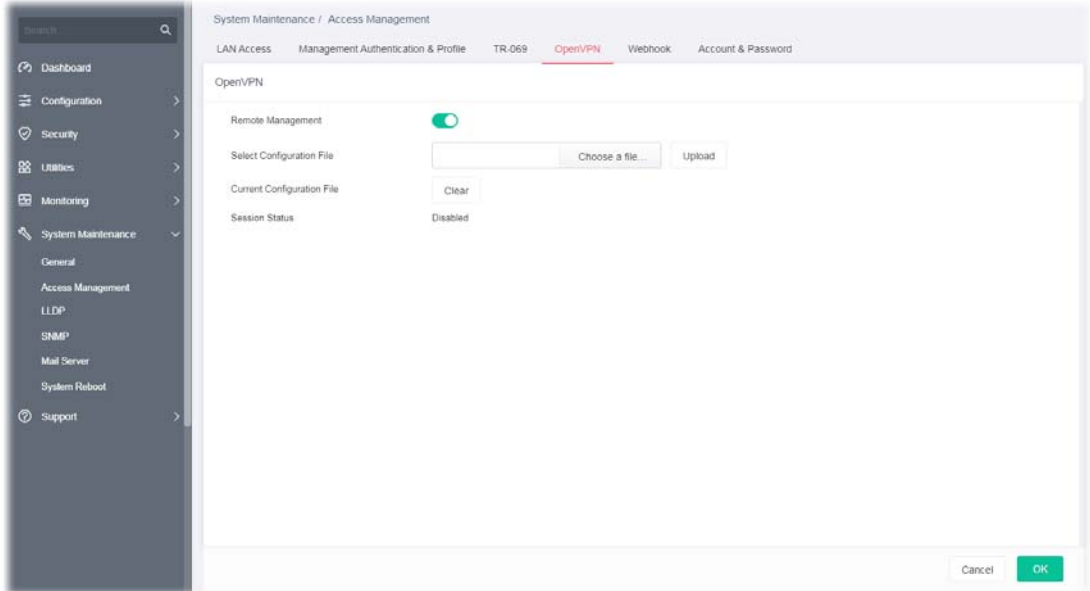 Search...
Dashboard
Configuration
Security
Utilities
Monitoring
System Maintenance
General
Access Management
LLDP
SNMP
Mail Server
System Reboot
Support
System Maintenance / Access Management
LAN Access Management Authentication & Profile TR-069 OpenVPN Webhook Account & Password
OpenVPN
Remote Management
Select Configuration File Choose a file... Upload
Current Configuration File Clear
Session Status Disabled
Cancel OK